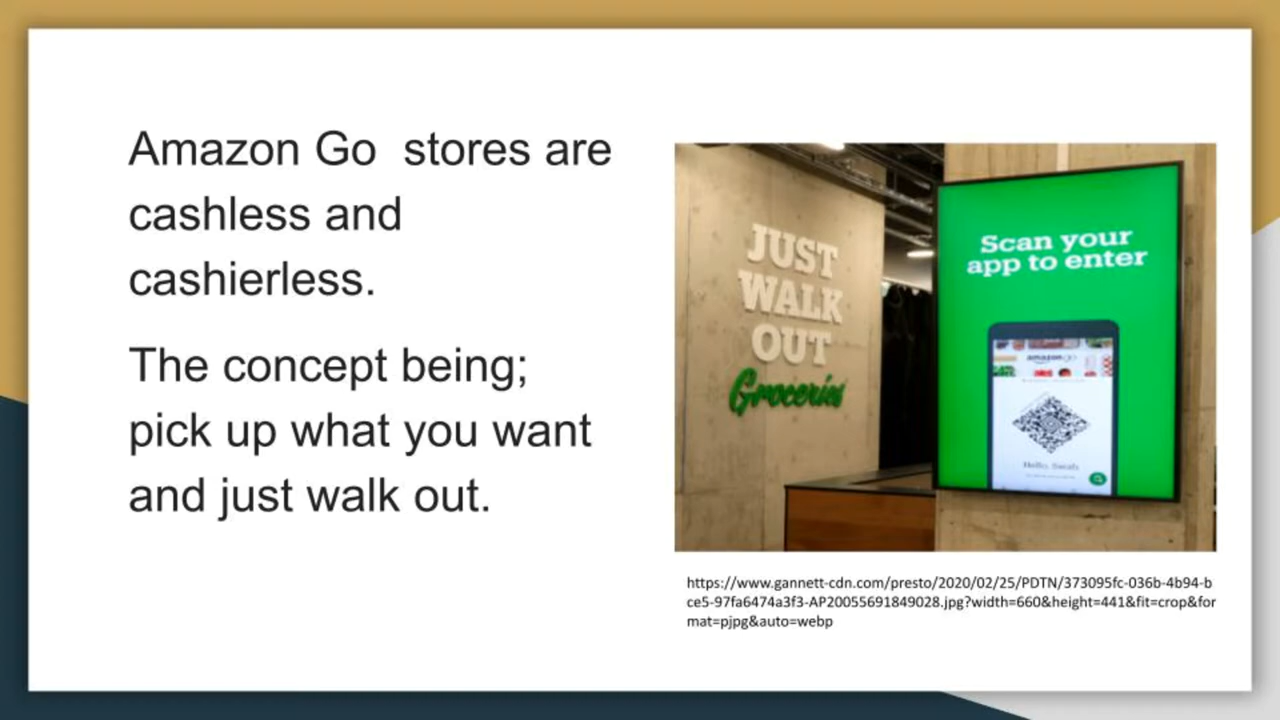 Amazon Go  stores are
cashless and
cashierless.
The concept being;
pick up what you want
and just walk out.
JUST
WALK
OUT
Groceries
Scan your
app to enter
amazon go
https://www.gannett-cdn.com/presto/2020/02/25/PDTN/373095fc-036b-4b94-b
ce5-97fa6474a3f3-AP20055691849028.jpg?width=660&height=441&fit=crop&for
mat=pjpg&auto=webp